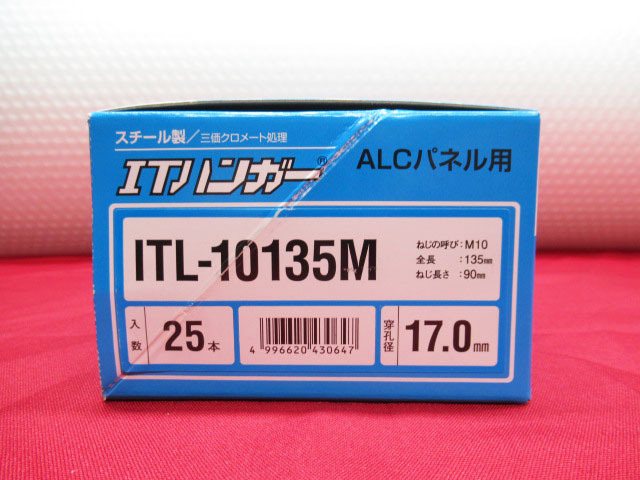 スチール製/三価クロメート処理
ITハンガー®
ALCパネル用
ITL-10135M
ねじの呼び:M10
全長 :135mm
ねじ長さ :90mm
入数 25本
4 996620 430647
穿孔径 17.0mm